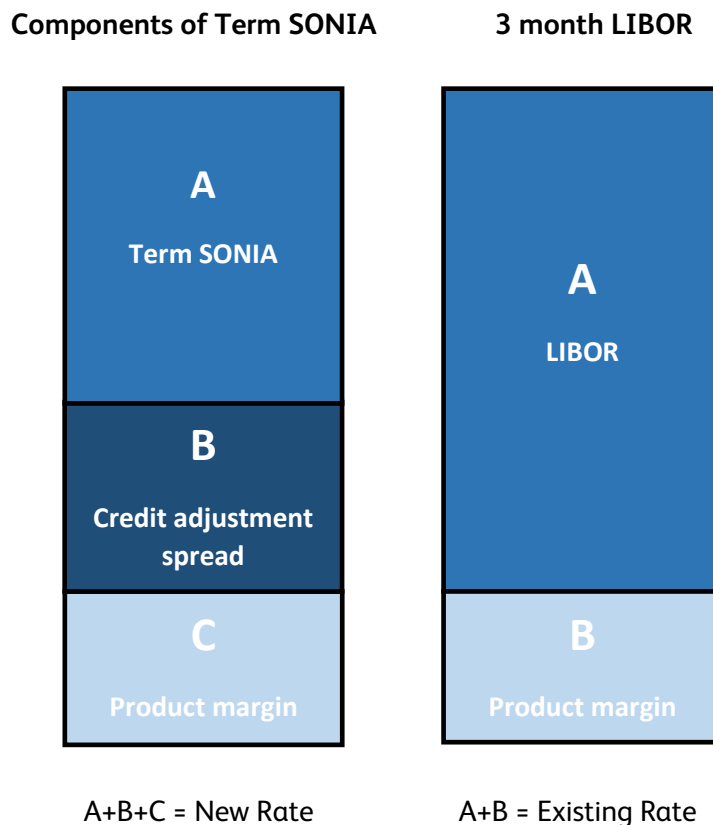 Components of Term SONIA
3 month LIBOR
A
Term SONIA
B
Credit adjustment
spread
C
Product margin
A+B+C = New Rate
A
LIBOR
B
Product margin
A+B = Existing Rate